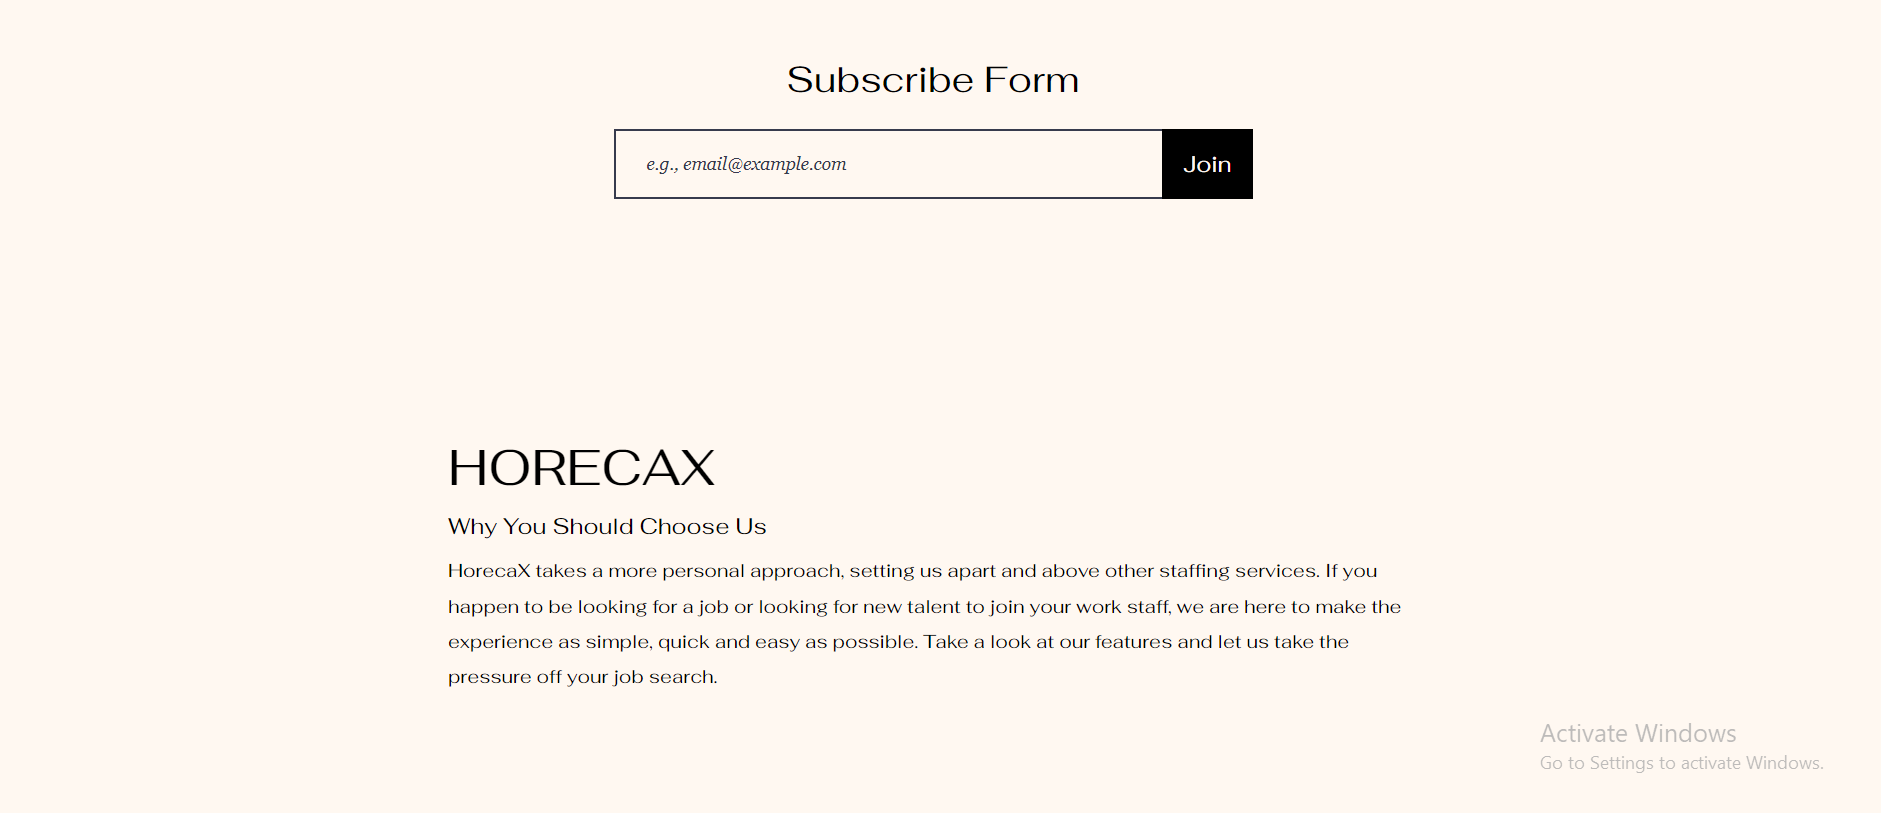 Subscribe Form
e.g., email@example.com
Join
HORECAX
Why You Should Choose Us
HorecaX takes a more personal approach, setting us apart and above other staffing services. If you
happen to be looking for a job or looking for new talent to join your work staff, we are here to make the
experience as simple, quick and easy as possible. Take a look at our features and let us take the
pressure off your job search.
Activate Windows
Go to Settings to activate Windows.